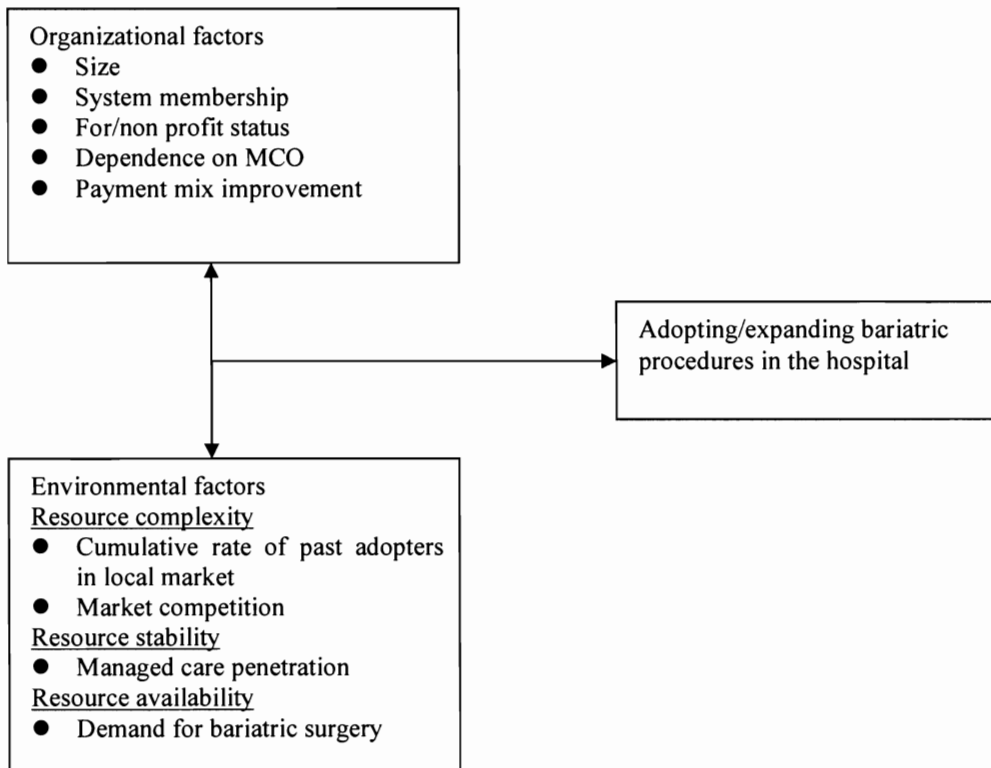 Organizational factors
● Size
● System membership
● For/non profit status
● Dependence on MCO
● Payment mix improvement
Adopting/expanding bariatric
procedures in the hospital
Environmental factors
Resource complexity
● Cumulative rate of past adopters
in local market
● Market competition
Resource stability
● Managed care penetration
Resource availability
● Demand for bariatric surgery